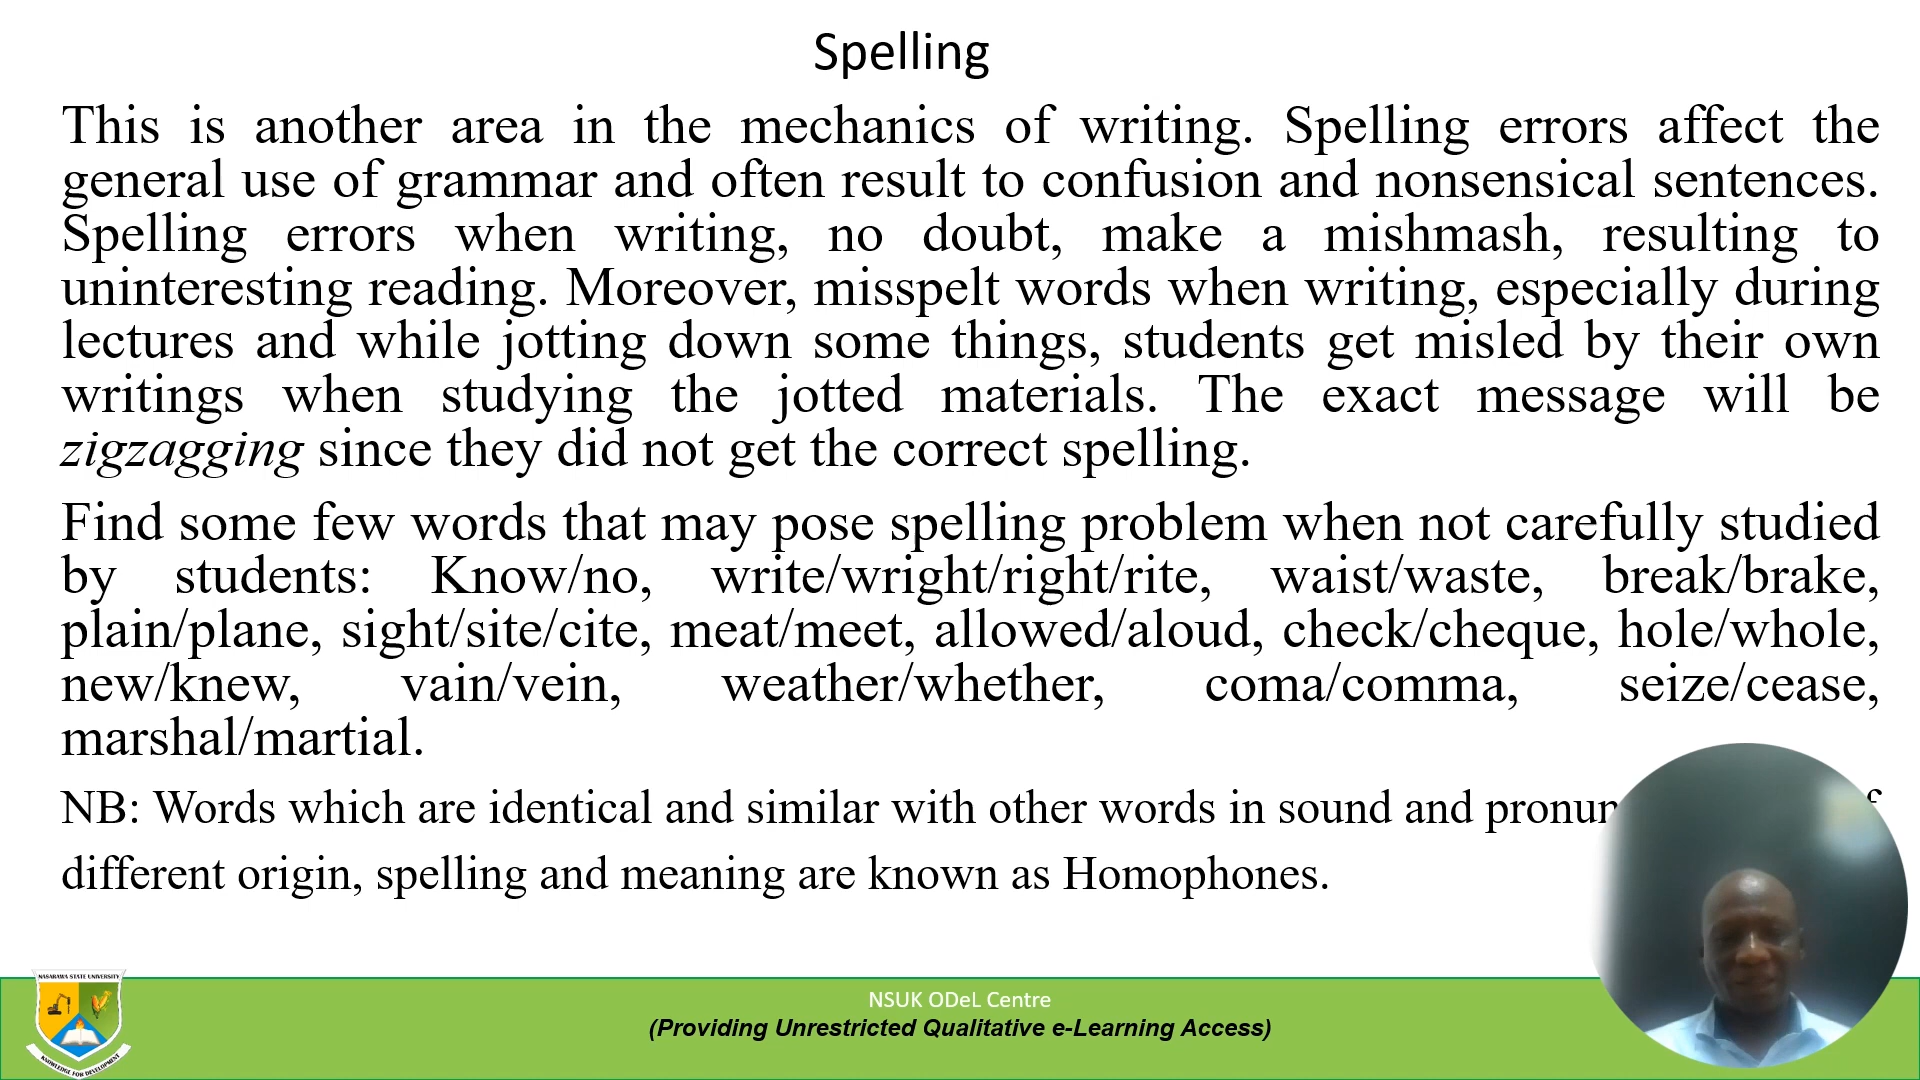 Spelling
This is another area in the mechanics of writing. Spelling errors affect the
general use of grammar and often result to confusion and nonsensical sentences.
Spelling errors when writing, no doubt, make a mishmash, resulting to
uninteresting reading. Moreover, misspelt words when writing, especially during
lectures and while jotting down some things, students get misled by their own
writings when studying the jotted materials. The exact message will be
zigzagging since they did not get the correct spelling.
Find some few words that may pose spelling problem when not carefully studied
by students: Know/no, write/wright/right/rite, waist/waste, break/brake,
plain/plane, sight/site/cite, meat/meet, allowed/aloud, check/cheque, hole/whole,
new/knew, vain/vein, weather/whether, coma/comma, seize/cease,
marshal/martial.
NB: Words which are identical and similar with other words in sound and
different origin, spelling and meaning are known as Homophones.
NASARAWA STATE UNIVERSITY
KNOWLEDGE FOR DEVELOPMENT
NSUK ODeL Centre
(Providing Unrestricted Qualitative e-Learning Access)